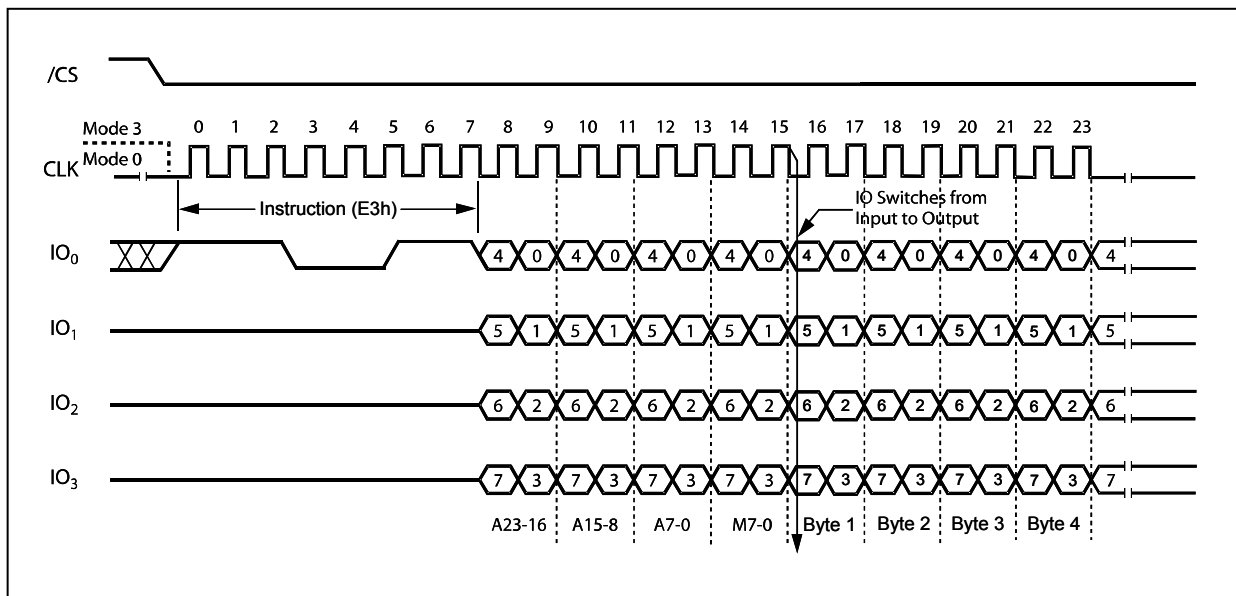 /CS
Mode 3
0 1 2 3 4 5 6 7 8 9 10 11 12 13 14 15 16 17 18 19 20 21 22 23
CLK
Mode 0
Instruction (E3h)
IO Switches from
Input to Output
IO0
4 0 4 0 4 0 4 0 4 0 4 0 4 0 4 0 4
IO1
5 1 5 1 5 1 5 1 5 1 5 1 5 1 5 1 5
IO2
6 2 6 2 6 2 6 2 6 2 6 2 6 2 6 2 6
IO3
7 3 7 3 7 3 7 3 7 3 7 3 7 3 7 3 7
A23-16 A15-8 A7-0 M7-0 Byte 1 Byte 2 Byte 3 Byte 4